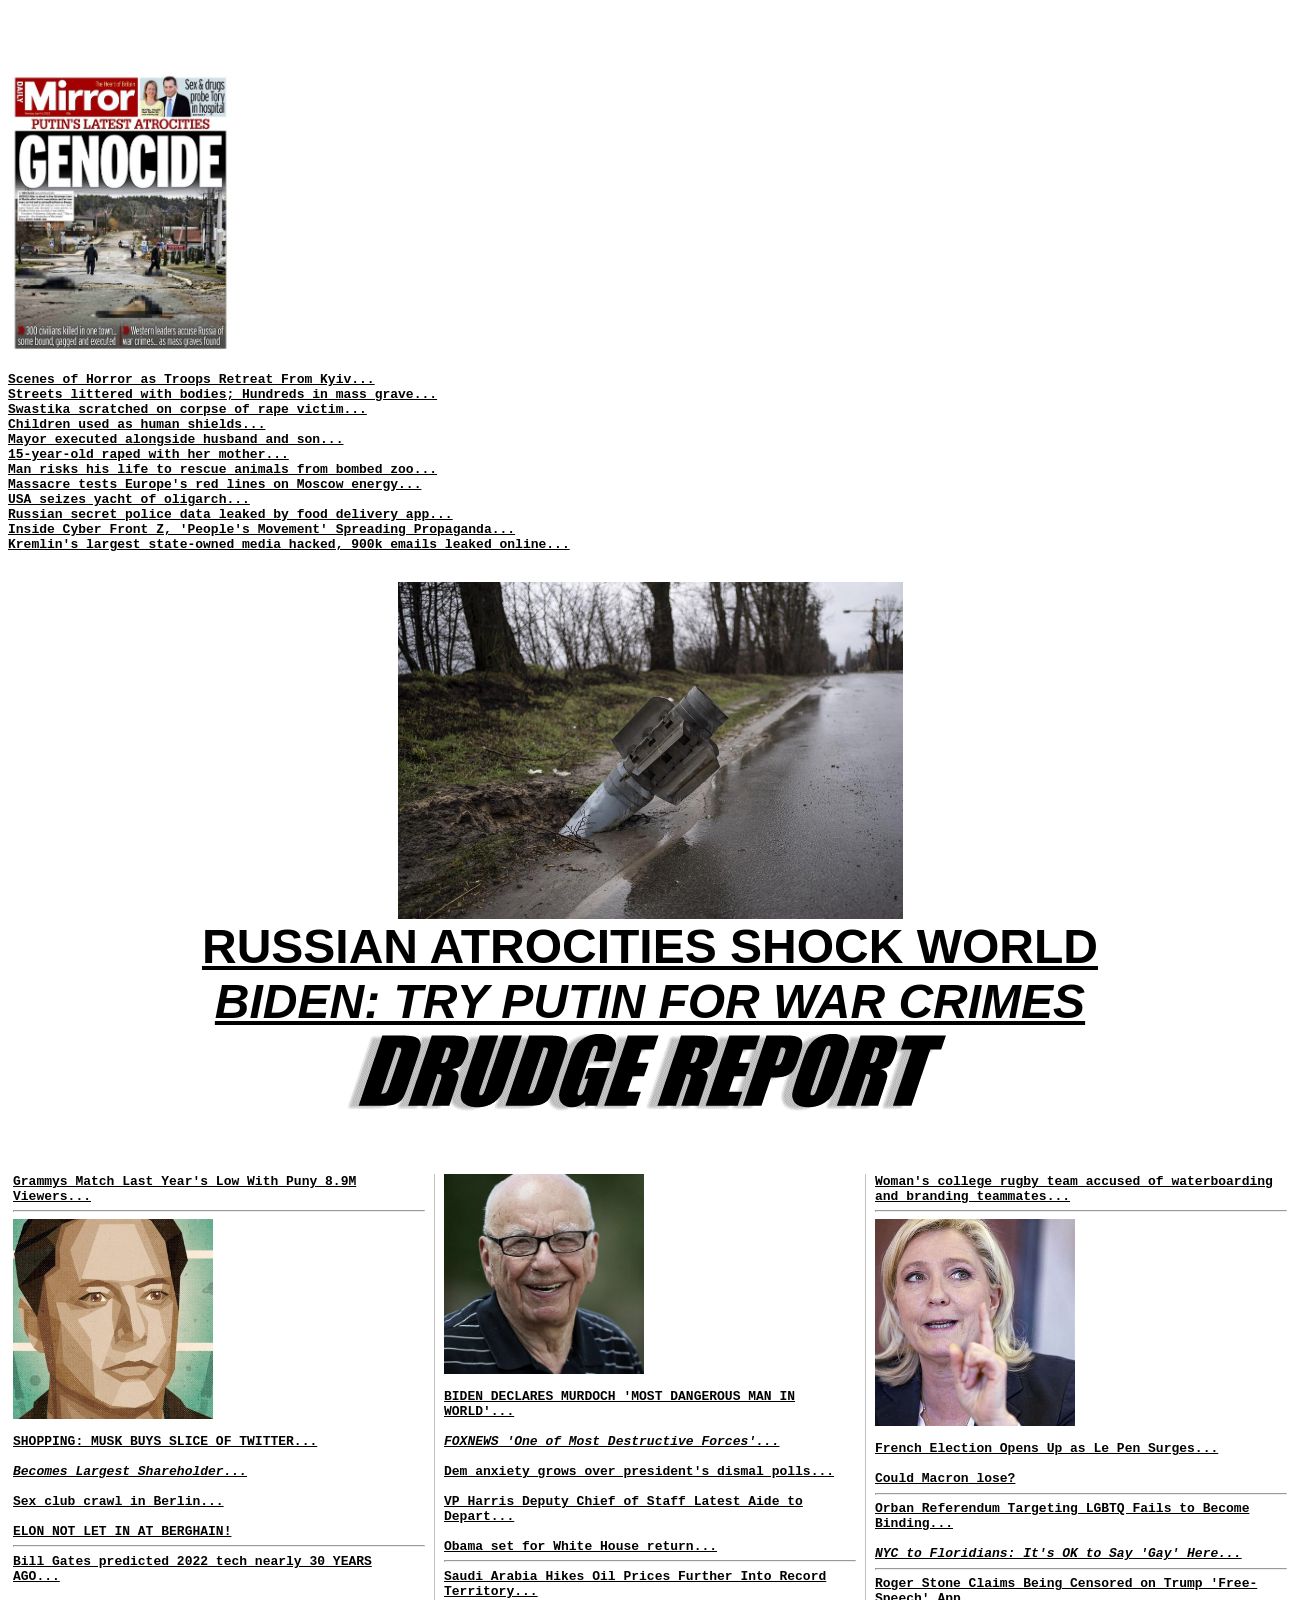 DAILY
Mirror
The Heart of Britain
Sex & drugs
probe Tory
in hospital
PUTIN'S LATEST ATROCITIES
GENOCIDE
300 civilians killed in one town...
some bound, gagged and executed
Western leaders accuse Russia of
war crimes... as mass graves found
Scenes of Horror as Troops Retreat From Kyiv...
Streets littered with bodies; Hundreds in mass grave...
Swastika scratched on corpse of rape victim...
Children used as human shields...
Mayor executed alongside husband and son...
15-year-old raped with her mother...
Man risks his life to rescue animals from bombed zoo...
Massacre tests Europe's red lines on Moscow energy...
USA seizes yacht of oligarch...
Russian secret police data leaked by food delivery app...
Inside Cyber Front Z, 'People's Movement' Spreading Propaganda...
Kremlin's largest state-owned media hacked, 900k emails leaked online...
RUSSIAN ATROCITIES SHOCK WORLD
BIDEN: TRY PUTIN FOR WAR CRIMES
DRUDGE REPORT
Grammys Match Last Year's Low With Puny 8.9M
Viewers...
SHOPPING: MUSK BUYS SLICE OF TWITTER...
Becomes Largest Shareholder...
Sex club crawl in Berlin...
ELON NOT LET IN AT BERGHAIN!
Bill Gates predicted 2022 tech nearly 30 YEARS
AGO...
BIDEN DECLARES MURDOCH 'MOST DANGEROUS MAN IN
WORLD'...
FOXNEWS 'One of Most Destructive Forces'...
Dem anxiety grows over president's dismal polls...
VP Harris Deputy Chief of Staff Latest Aide to
Depart...
Obama set for White House return...
Saudi Arabia Hikes Oil Prices Further Into Record
Territory...
Woman's college rugby team accused of waterboarding
and branding teammates...
French Election Opens Up as Le Pen Surges...
Could Macron lose?
Orban Referendum Targeting LGBTQ Fails to Become
Binding...
NYC to Floridians: It's OK to Say 'Gay' Here...
Roger Stone Claims Being Censored on Trump 'Free-
Speech' App